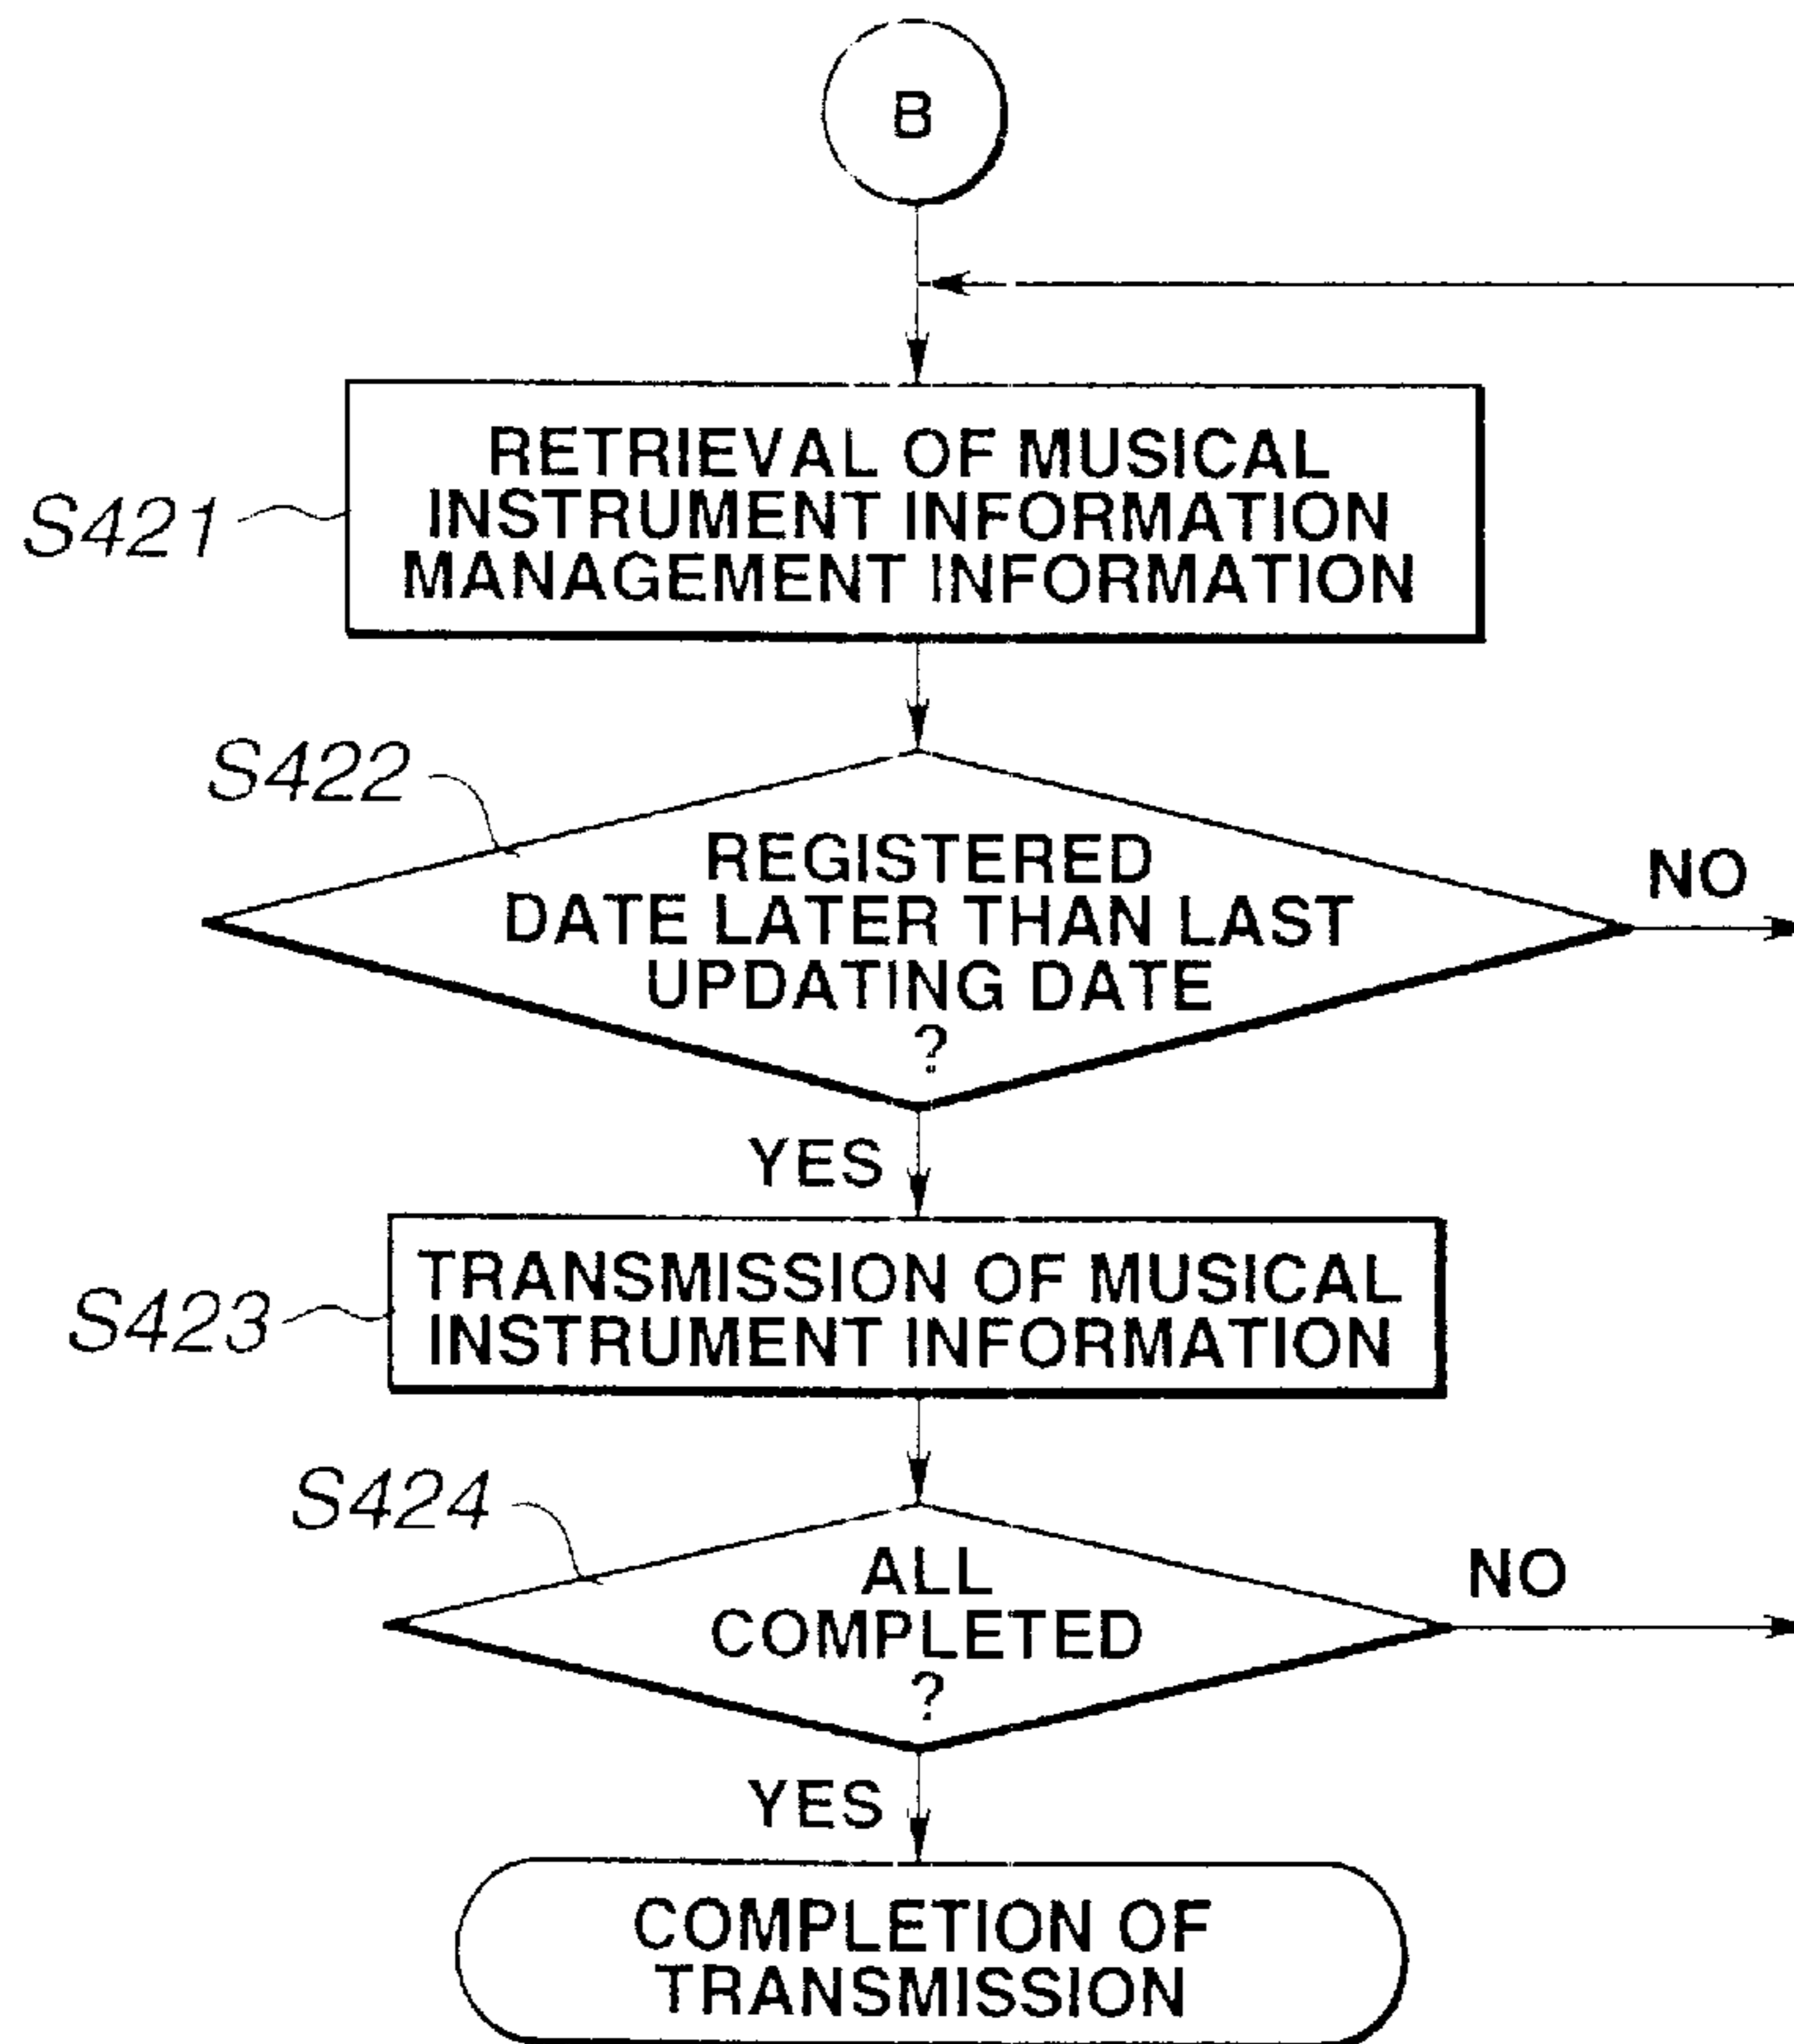 B
S421
RETRIEVAL OF MUSICAL
INSTRUMENT INFORMATION
MANAGEMENT INFORMATION
S422
REGISTERED
DATE LATER THAN LAST
UPDATING DATE
?
NO
YES
S423
TRANSMISSION OF MUSICAL
INSTRUMENT INFORMATION
S424
ALL
COMPLETED
?
NO
YES
COMPLETION OF
TRANSMISSION